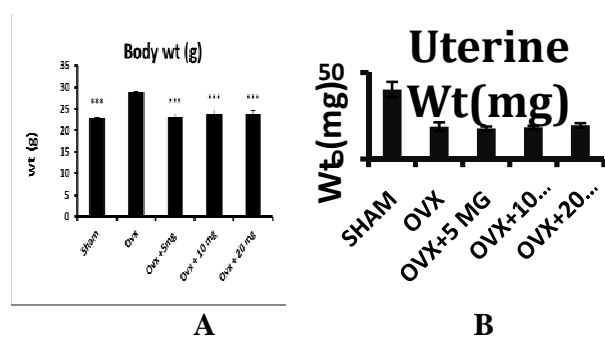 Body wt (g)
35
30
25
20
15
10
5
0
wt (g)
***
***
***
***
Sham
Ovx
Ovx +5mg
Ovx + 10 mg
Ovx + 20 mg
A
Uterine
Wt(mg)
50
0
Wt.(mg)
SHAM
OVX
OVX+5 MG
OVX+10...
OVX+20...
B